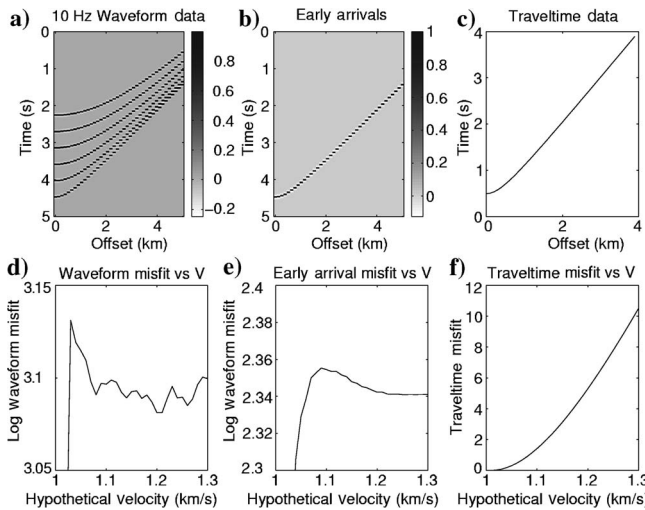 a) 10 Hz Waveform data
0
1
2
3
4
5
Time (s)
0 2 4
Offset (km)
0.8
0.6
0.4
0.2
0
−0.2
b) Early arrivals
0
1
2
3
4
5
Time (s)
0 2 4
Offset (km)
1
0.8
0.6
0.4
0.2
0
c) Traveltime data
4
3
2
1
0
Time (s)
0 2 4
Offset (km)
d) Waveform misfit vs V
3.15
3.1
3.05
Log Waveform misfit
1 1.1 1.2 1.3
Hypothetical velocity (km/s)
e) Early arrival misfit vs V
2.4
2.38
2.36
2.34
2.32
2.3
Log Waveform misfit
1 1.1 1.2 1.3
Hypothetical velocity (km/s)
f) Traveltime misfit vs V
12
10
8
6
4
2
0
Traveltime misfit
1 1.1 1.2 1.3
Hypothetical velocity (km/s)